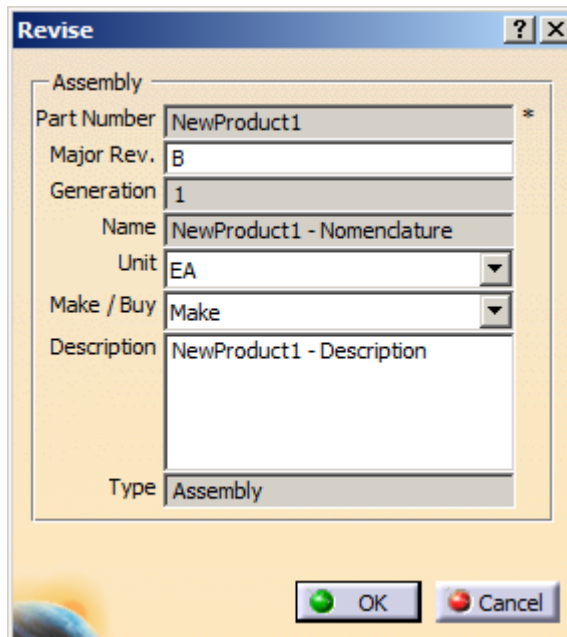 Revise
Assembly
Part Number NewProduct1 *
Major Rev. B
Generation 1
Name NewProduct1 - Nomenclature
Unit EA
Make / Buy Make
Description NewProduct1 - Description
Type Assembly
OK Cancel